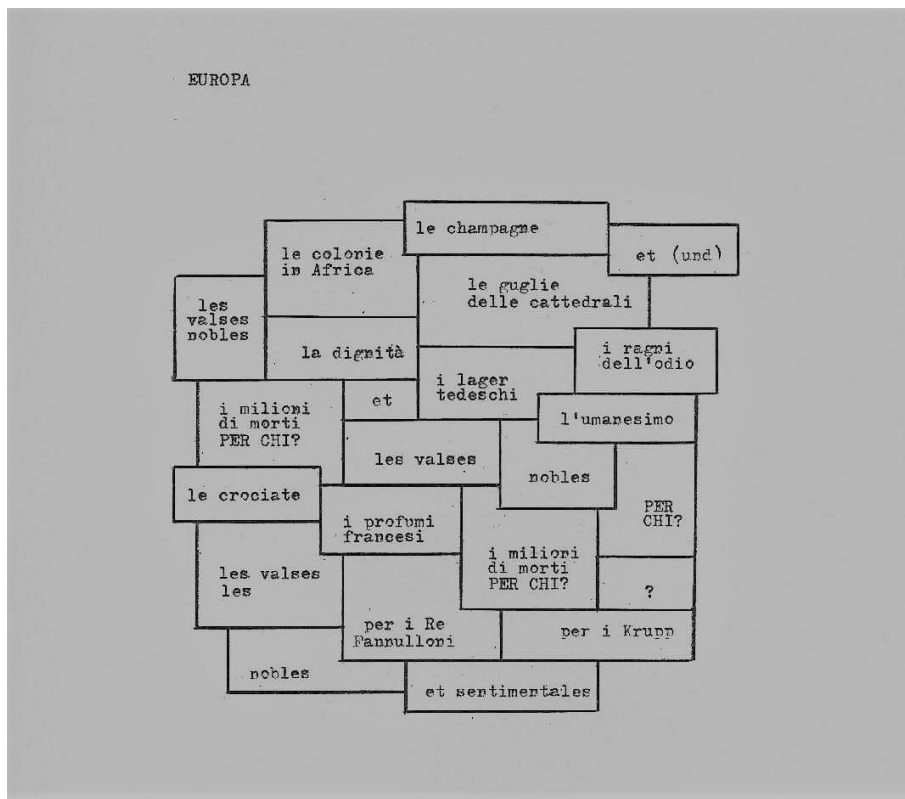 EUROPA
le champagne
et (und)
le colonie
in Africa
le guglie
delle cattedrali
les
valses
nobles
la dignità
i ragni
dell'odio
i lager
tedeschi
et
i milioni
di morti
PER CHI?
l'umanesimo
les valses
nobles
le crociate
PER
CHI?
i profumi
francesi
i milioni
di morti
PER CHI?
les valses
les
?
per i Re
Fannulloni
per i Krupp
nobles
et sentimentales